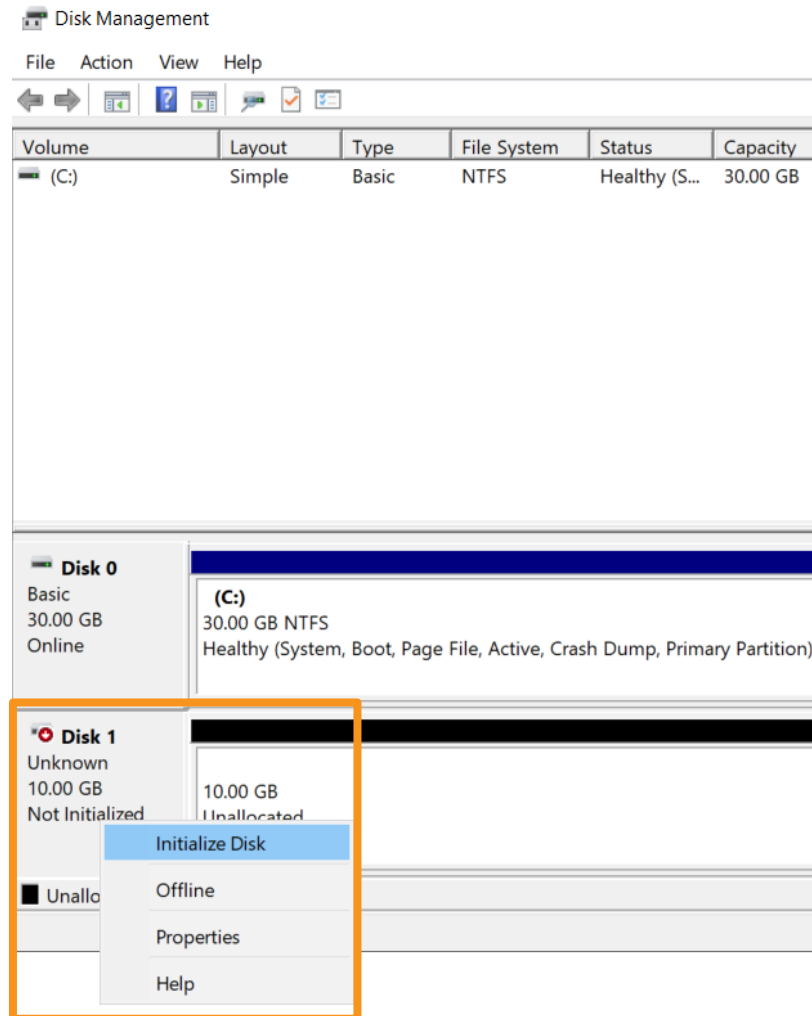 Disk Management
File Action View Help
Volume Layout Type File System Status Capacity
(C:) Simple Basic NTFS Healthy (S... 30.00 GB
Disk 0
Basic
30.00 GB
Online
(C:)
30.00 GB NTFS
Healthy (System, Boot, Page File, Active, Crash Dump, Primary Partition)
Disk 1
Unknown
10.00 GB
Not Initialized
10.00 GB
Unallocated
Initialize Disk
Offline
Properties
Help
Unallo